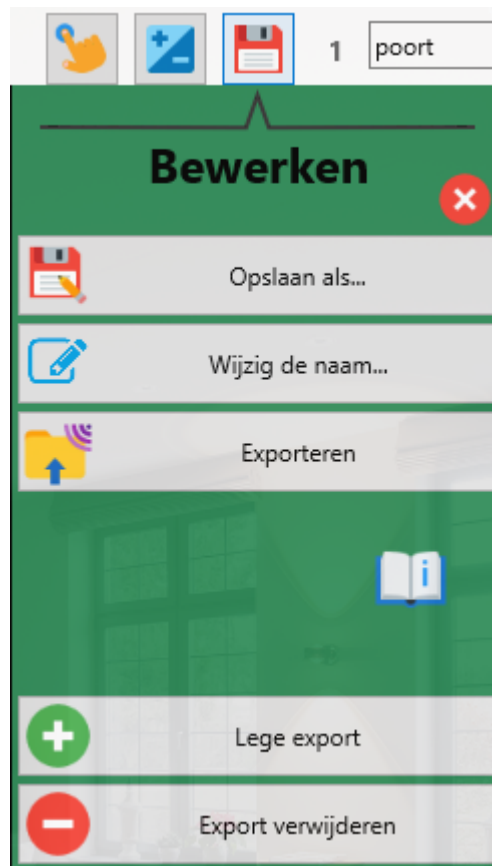 1 poort
Bewerken
Opslaan als...
Wijzig de naam...
Exporteren
i
Lege export
Export verwijderen